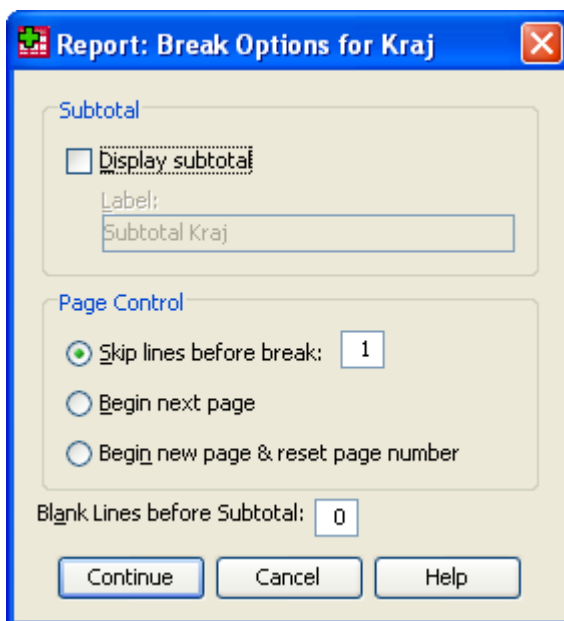 Report: Break Options for Kraj
Subtotal
Display subtotal
Label:
Subtotal Kraj
Page Control
Skip lines before break: 1
Begin next page
Begin new page & reset page number
Blank Lines before Subtotal: 0
Continue Cancel Help